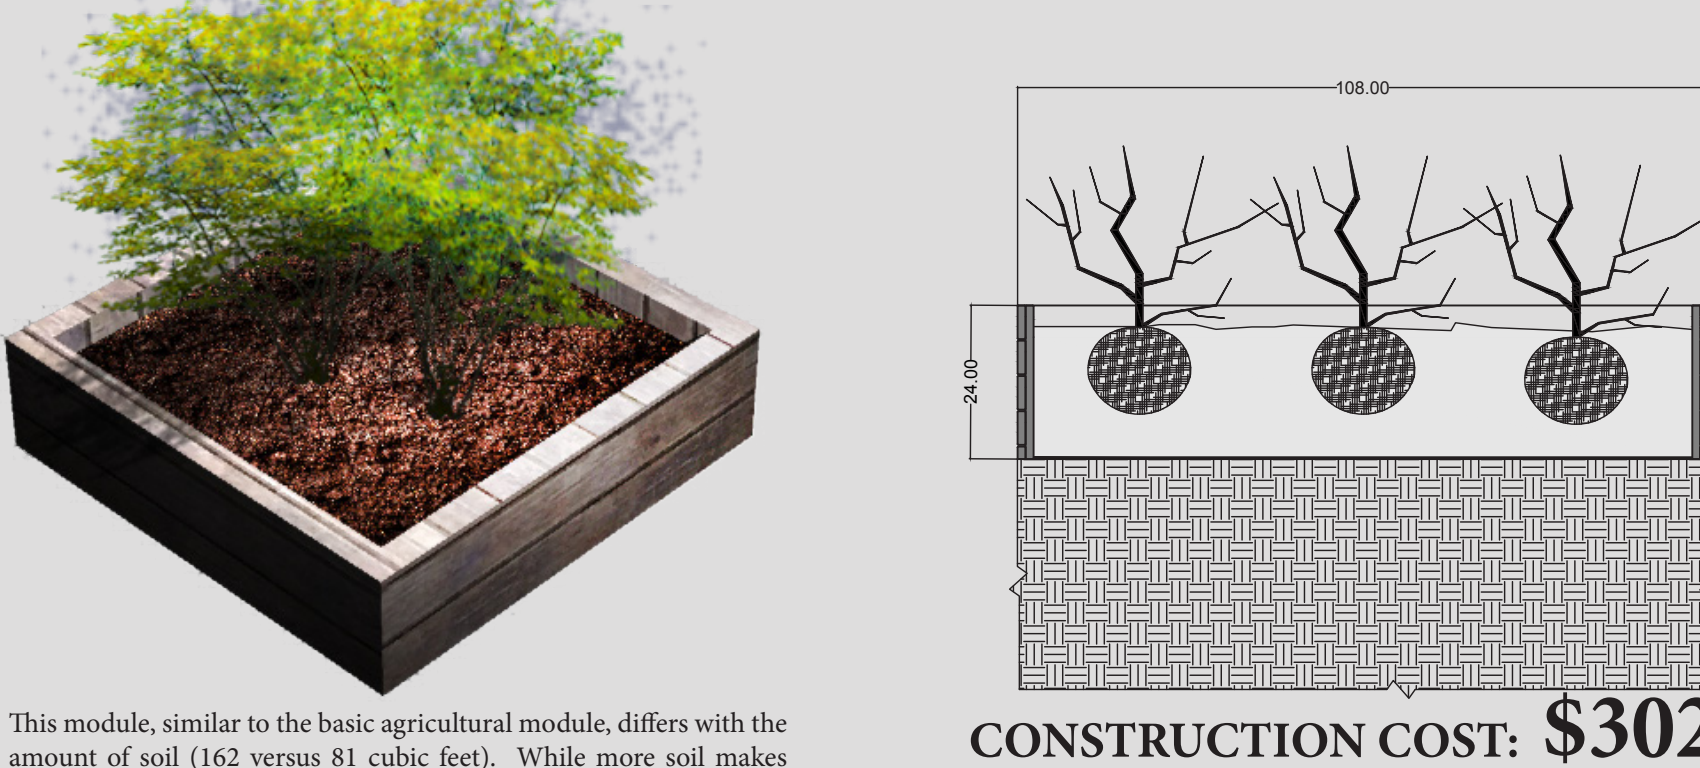 108.00
24.00
This module, similar to the basic agricultural module, differs with the
amount of soil (162 versus 81 cubic feet). While more soil makes
CONSTRUCTION COST: $302